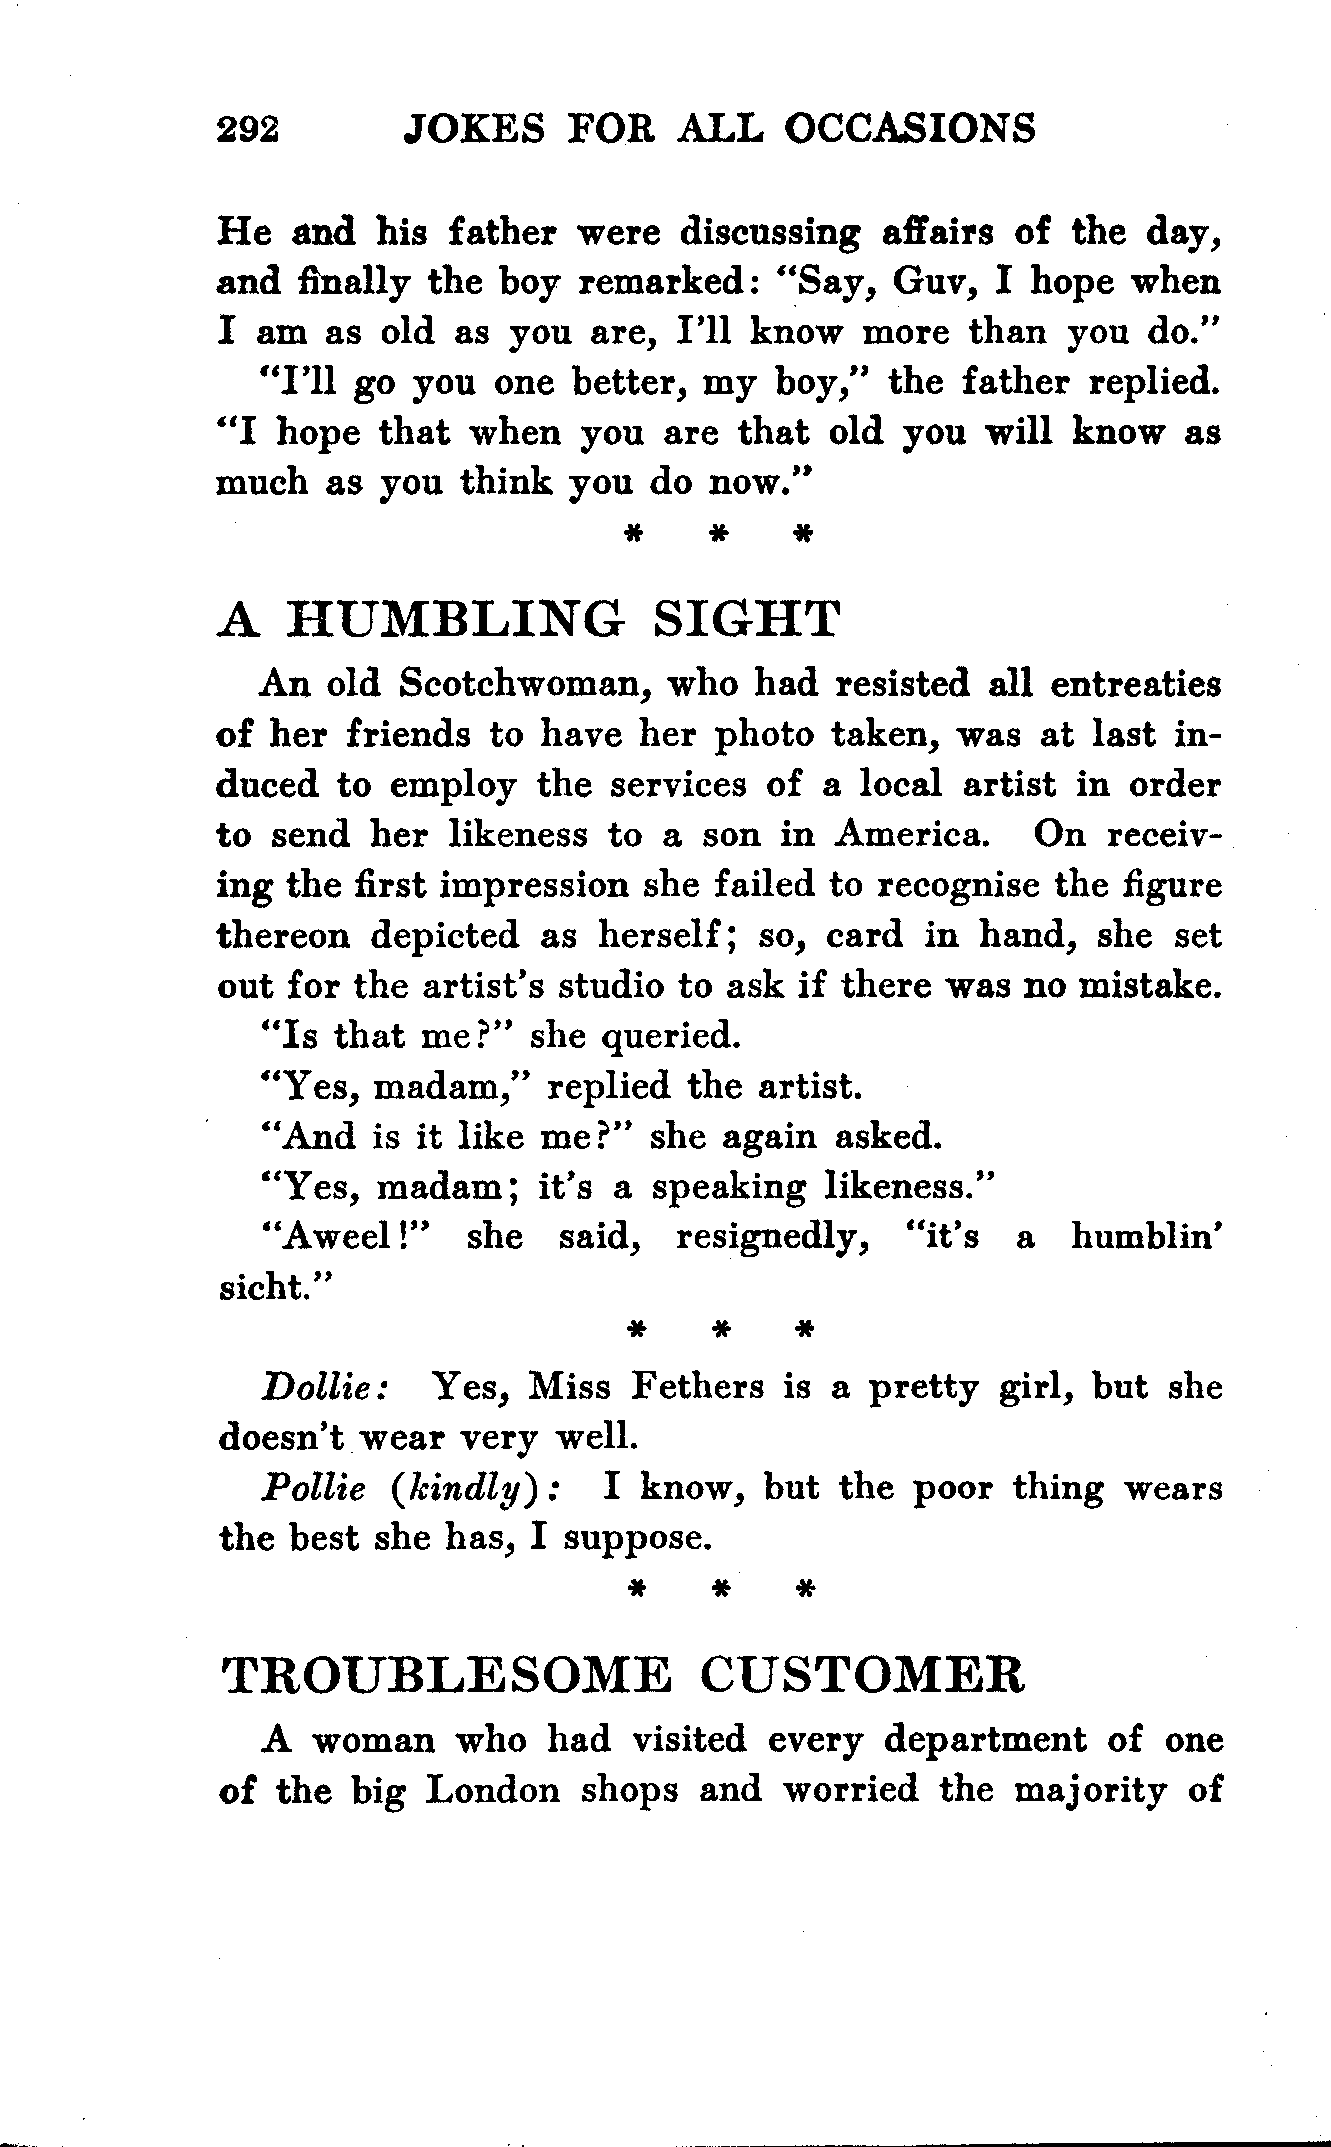 292 JOKES FOR ALL OCCASIONS
He and his father were discussing affairs of the day,
and finally the boy remarked: “Say, Guv, I hope when
I am as old as you are, I'll know more than you do.”
“I'll go you one better, my boy,” the father replied.
“I hope that when you are that old you will know as
much as you think you do now.”
* * *
A HUMBLING SIGHT
An old Scotchwoman, who had resisted all entreaties
of her friends to have her photo taken, was at last in-
duced to employ the services of a local artist in order
to send her likeness to a son in America. On receiv-
ing the first impression she failed to recognise the figure
thereon depicted as herself; so, card in hand, she set
out for the artist's studio to ask if there was no mistake.
“Is that me?” she queried.
“Yes, madam,” replied the artist.
“And is it like me?” she again asked.
“Yes, madam; it's a speaking likeness.”
“Aweel!” she said, resignedly, “it's a humblin'
sicht.”
* * *
Dollie: Yes, Miss Fethers is a pretty girl, but she
doesn't wear very well.
Pollie (kindly): I know, but the poor thing wears
the best she has, I suppose.
* * *
TROUBLESOME CUSTOMER
A woman who had visited every department of one
of the big London shops and worried the majority of